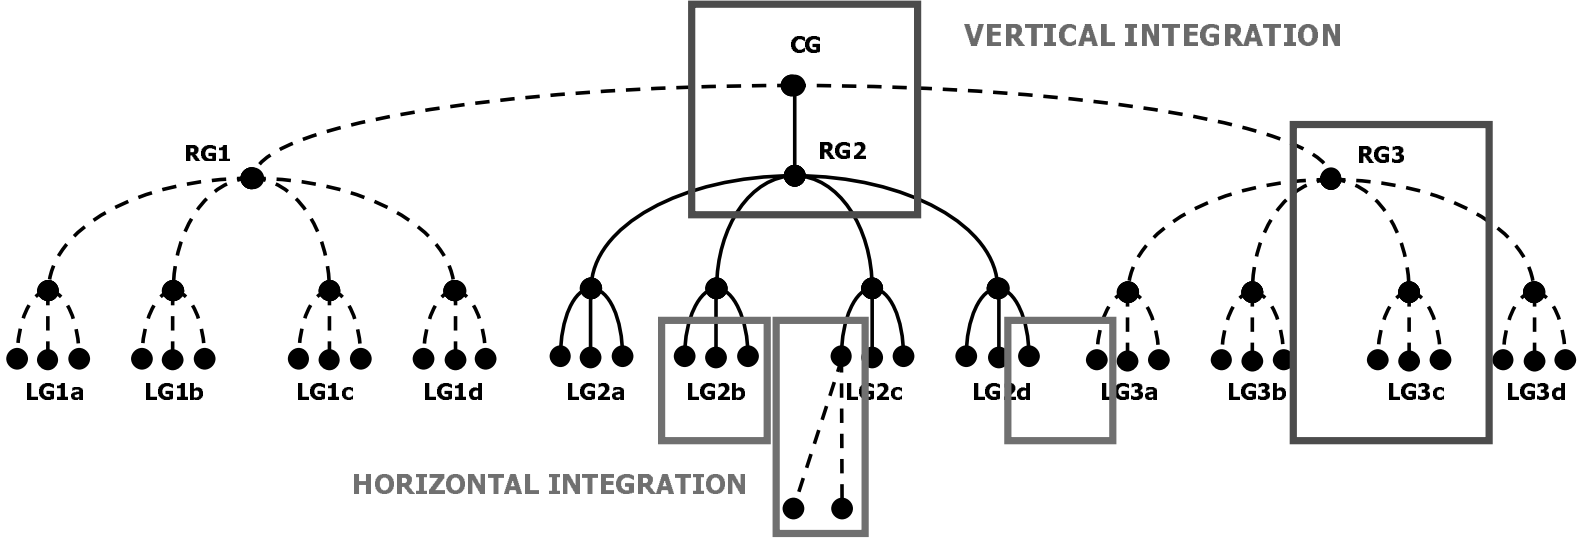 VERTICAL INTEGRATION
CG
RG1
RG2
RG3
LG1a
LG1b
LG1c
LG1d
LG2a
LG2b
LG2c
LG2d
LG3a
LG3b
LG3c
LG3d
HORIZONTAL INTEGRATION